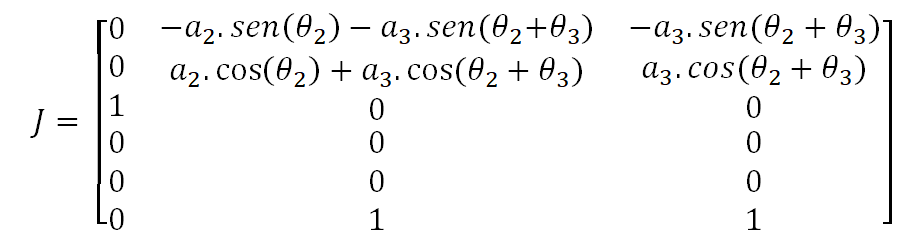 0 −a₂.sen(θ₂) − a₃.sen(θ₂+θ₃) −a₃.sen(θ₂ + θ₃)
0 a₂.cos(θ₂) + a₃.cos(θ₂ + θ₃) a₃.cos(θ₂ + θ₃)
J = 1 0 0
0 0 0
0 0 0
0 1 1